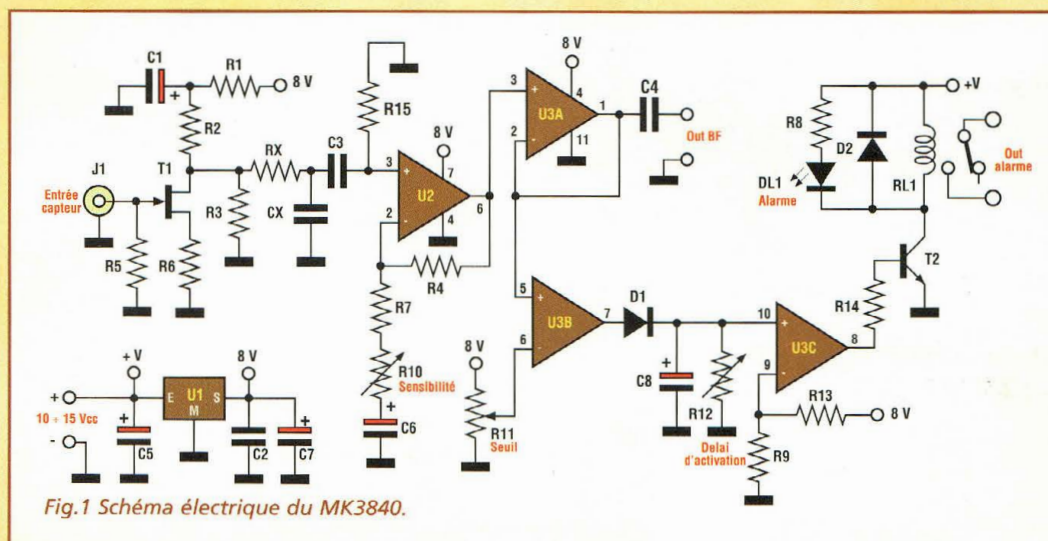 C1
R1
8 V
+
R2
J1
T1
Entrée
capteur
R5
R6
R3
RX
CX
C3
R15
8 V
3
+
7
U2
6
2
-
4
R4
R7
R10
Sensibilité
+
C6
8 V
3
+
4
U3A
1
2
-
11
C4
Out BF
5
+
U3B
7
6
-
D1
8 V
R11
Seuil
+
C8
R12
Delai
d'activation
10
+
U3C
8
9
-
R13
8 V
R9
R14
T2
+V
R8
D2
DL1
Alarme
RL1
Out
alarme
+ V
8 V
+
10 ÷ 15 Vcc
-
+
C5
E U1 S
M
C2
+
C7
Fig.1 Schéma électrique du MK3840.